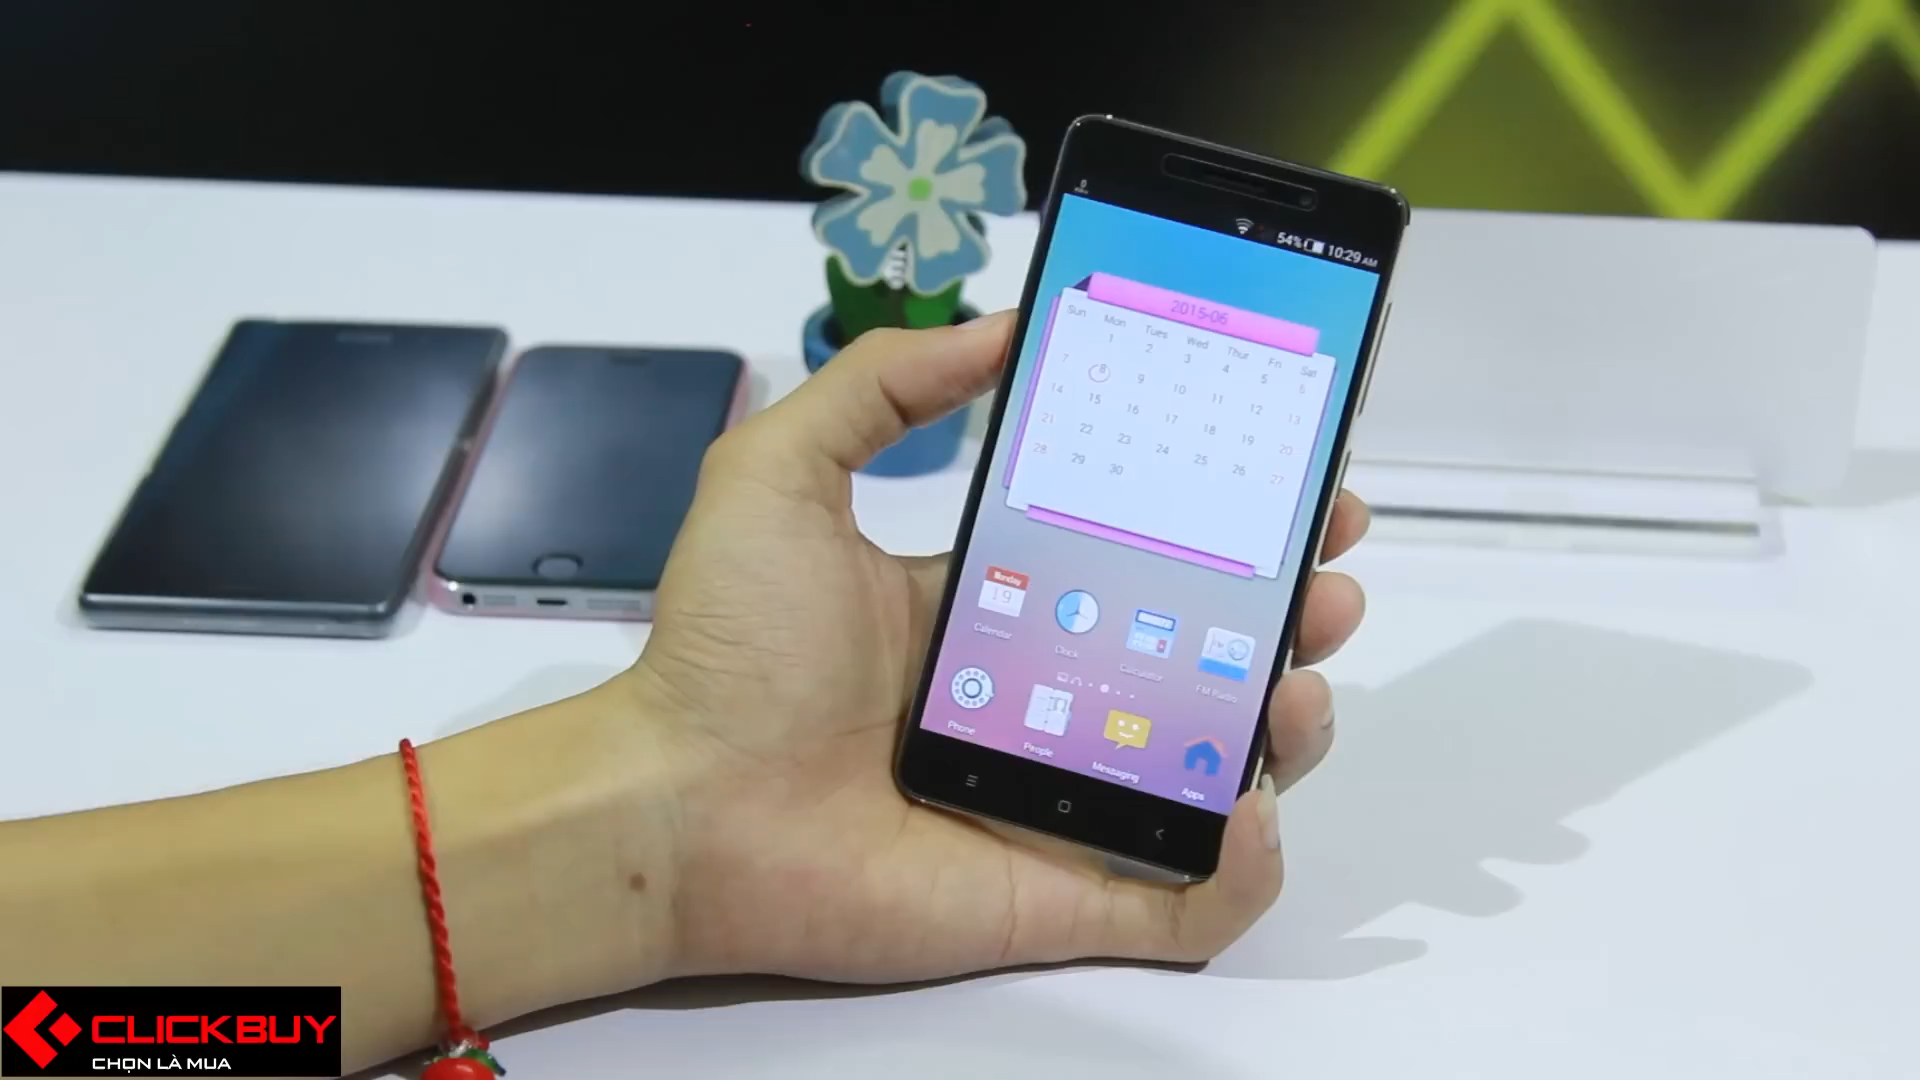 54% 10:29 AM
2015-06
Sun Mon Tues Wed Thur Fri Sat
1 2 3 4 5 6
7 8 9 10 11 12 13
14 15 16 17 18 19 20
21 22 23 24 25 26 27
28 29 30
Monday
19
Calendar Clock Calculator FM Radio
Phone People Messaging Apps
CLICKBUY
CHỌN LÀ MUA